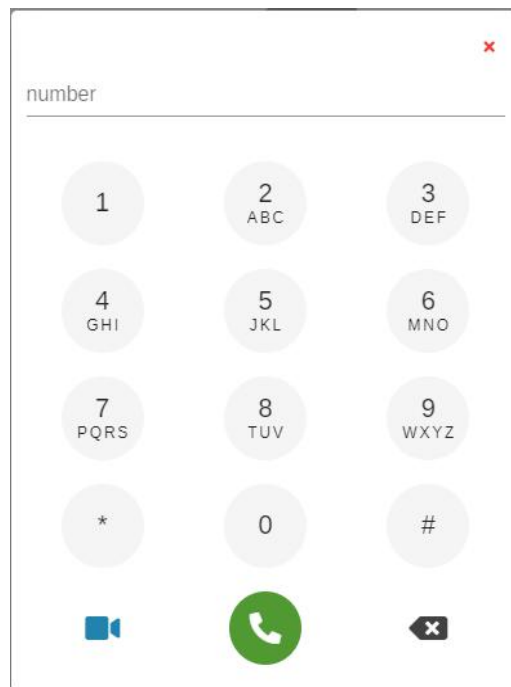 number
1
2
ABC
3
DEF
4
GHI
5
JKL
6
MNO
7
PQRS
8
TUV
9
WXYZ
*
0
#